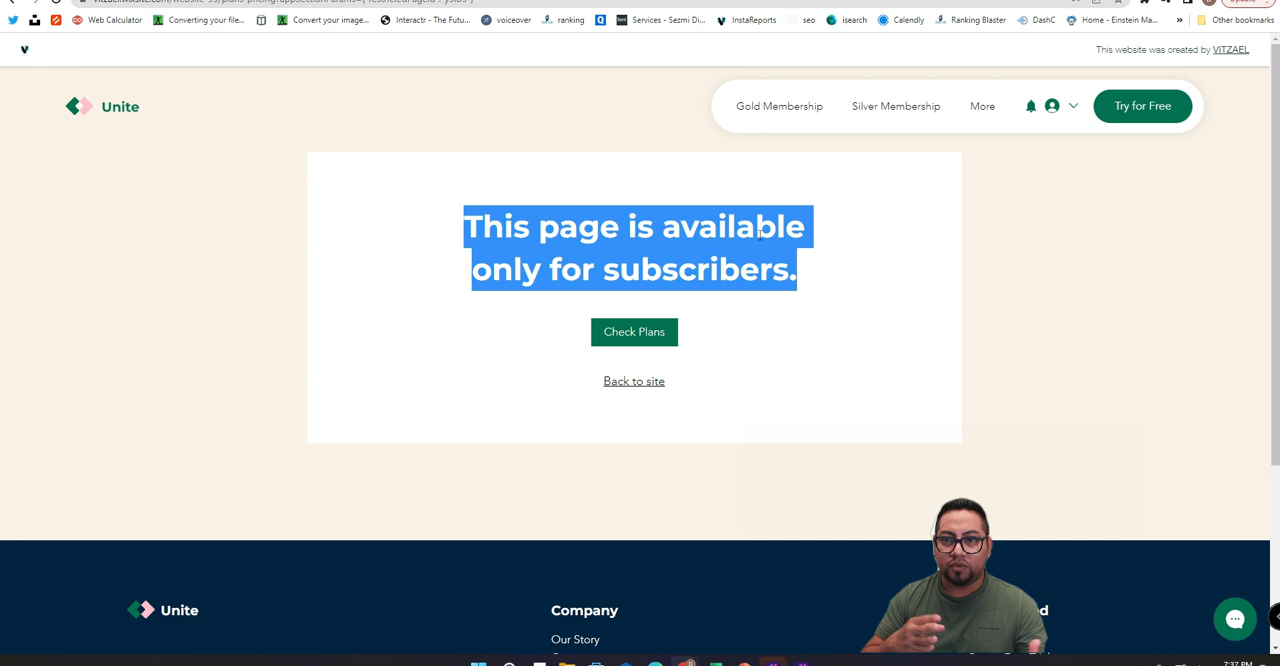 Web Calculator
Converting your file...
Convert your image...
Interactr - The Futu...
voiceover
ranking
Services - Sezmi Di...
InstaReports
seo
isearch
Calendly
Ranking Blaster
DashC
Home - Einstein Ma...
»
Other bookmarks
This website was created by VITZAEL
Unite
Gold Membership
Silver Membership
More
Try for Free
This page is available
only for subscribers.
Check Plans
Back to site
Unite
Company
Our Story
7:37 PM